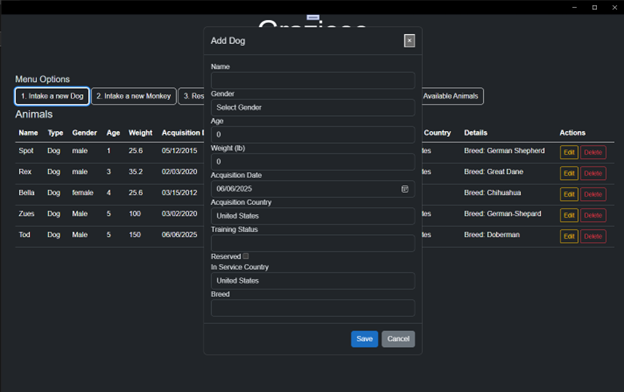 Menu Options
1. Intake a new Dog 2. Intake a new Monkey 3. Res Available Animals
Animals
Name Type Gender Age Weight Acquisition D Country Details Actions
Spot Dog male 1 25.6 05/12/2015 tes Breed: German Shepherd Edit Delete
Rex Dog male 3 35.2 02/03/2020 tes Breed: Great Dane Edit Delete
Bella Dog female 4 25.6 03/15/2012 tes Breed: Chihuahua Edit Delete
Zues Dog Male 5 100 03/02/2020 tes Breed: German-Shepard Edit Delete
Tod Dog Male 5 150 06/06/2025 tes Breed: Doberman Edit Delete
Add Dog
Name
Gender
Select Gender
Age
0
Weight (lb)
0
Acquisition Date
06/06/2025
Acquisition Country
United States
Training Status
Reserved
In Service Country
United States
Breed
Save Cancel